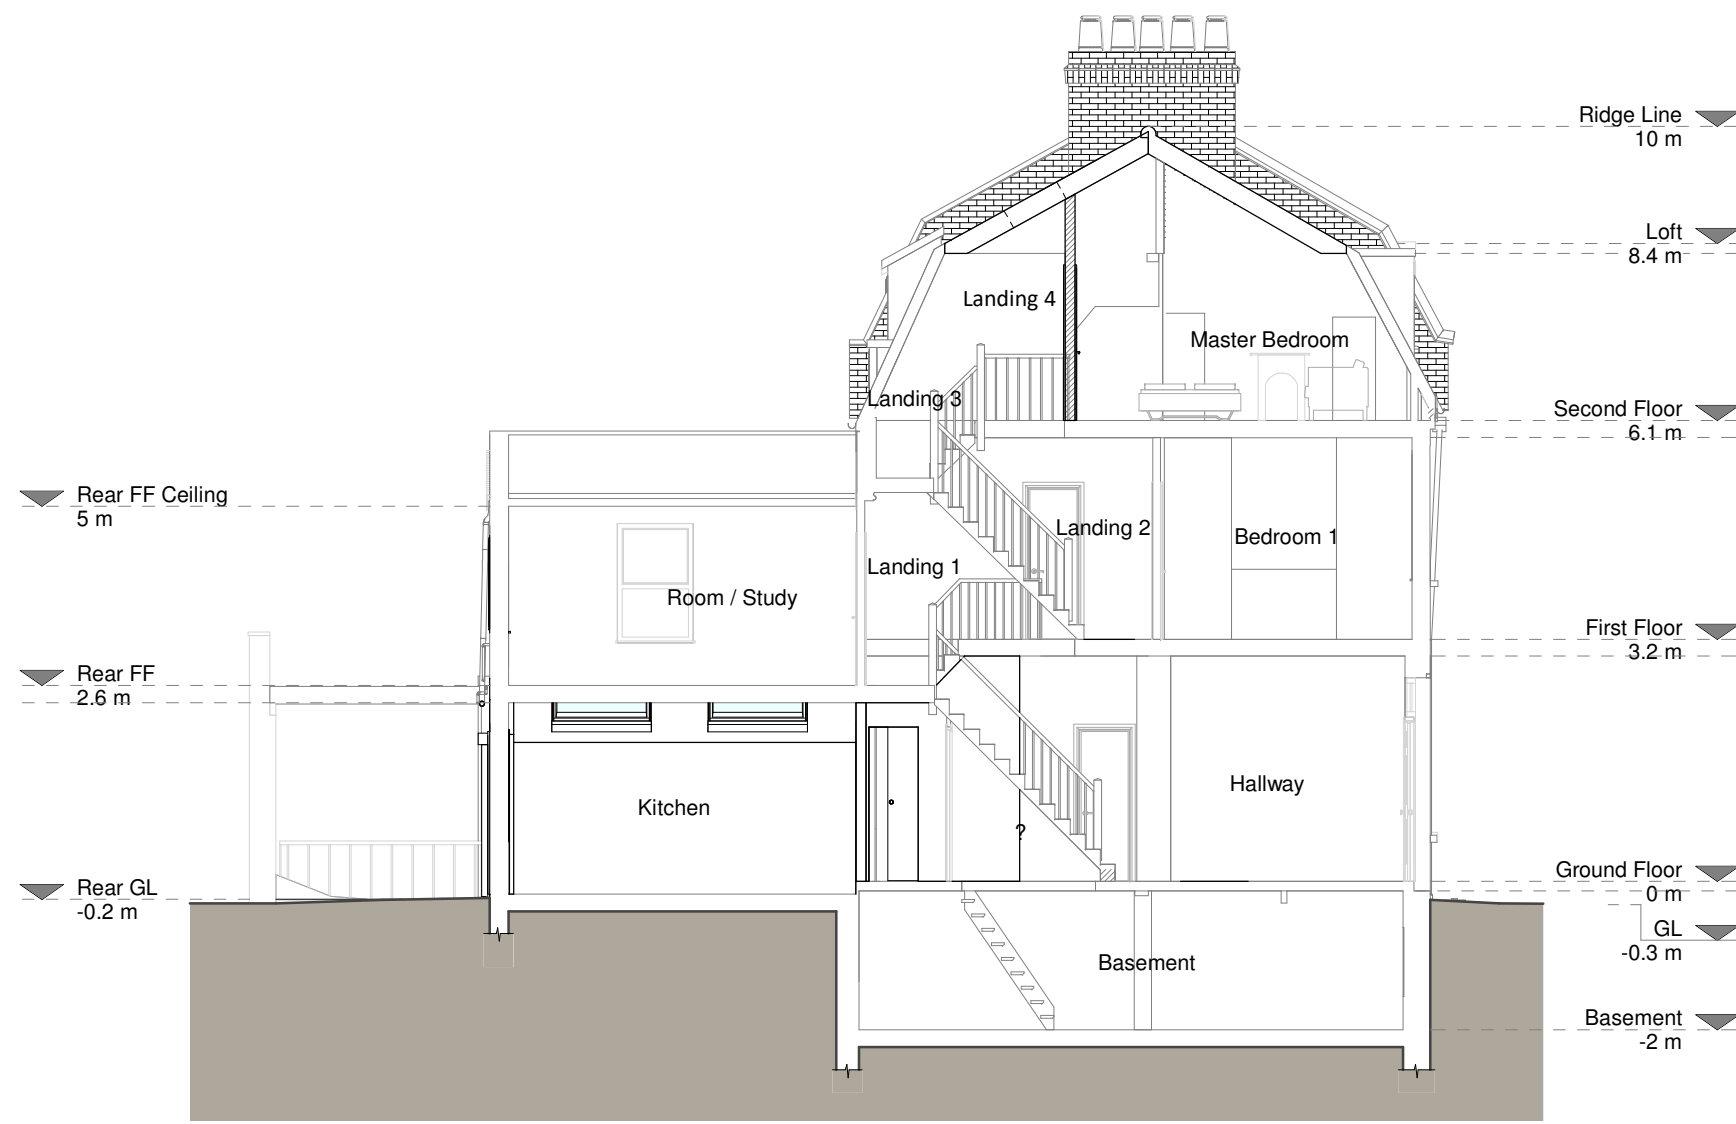 Ridge Line
10 m
Loft
8.4 m
Landing 4
Master Bedroom
Landing 3
Second Floor
6.1 m
Rear FF Ceiling
5 m
Landing 2
Bedroom 1
Landing 1
Room / Study
First Floor
3.2 m
Rear FF
2.6 m
Hallway
Kitchen
?
Ground Floor
0 m
Rear GL
-0.2 m
GL
-0.3 m
Basement
Basement
-2 m